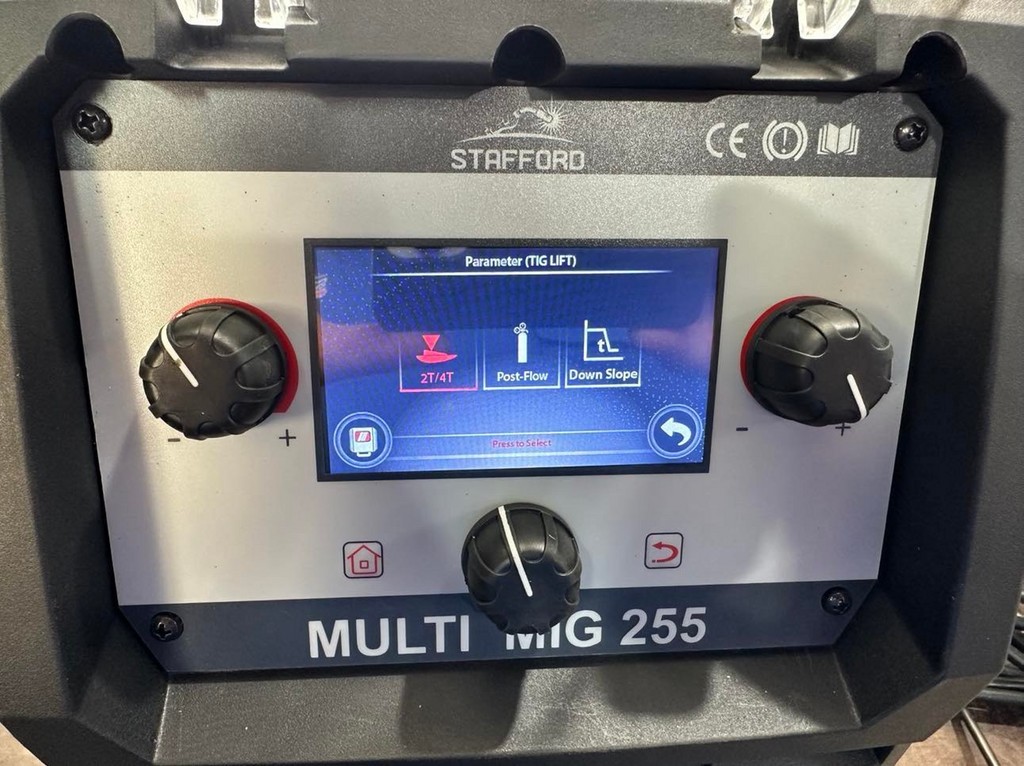 STAFFORD
CE
Parameter (TIG LIFT)
2T/4T
Post-Flow
t
Down Slope
Press to Select
- +
- +
MULTI MIG 255